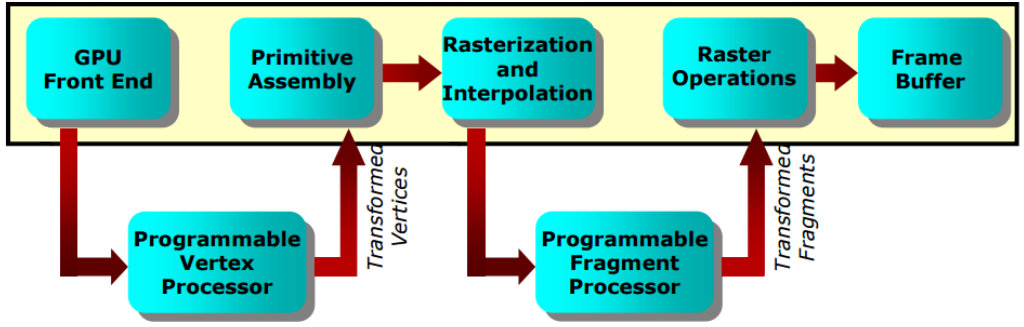 GPU
Front End
Primitive
Assembly
Rasterization
and
Interpolation
Raster
Operations
Frame
Buffer
Transformed
Vertices
Transformed
Fragments
Programmable
Vertex
Processor
Programmable
Fragment
Processor